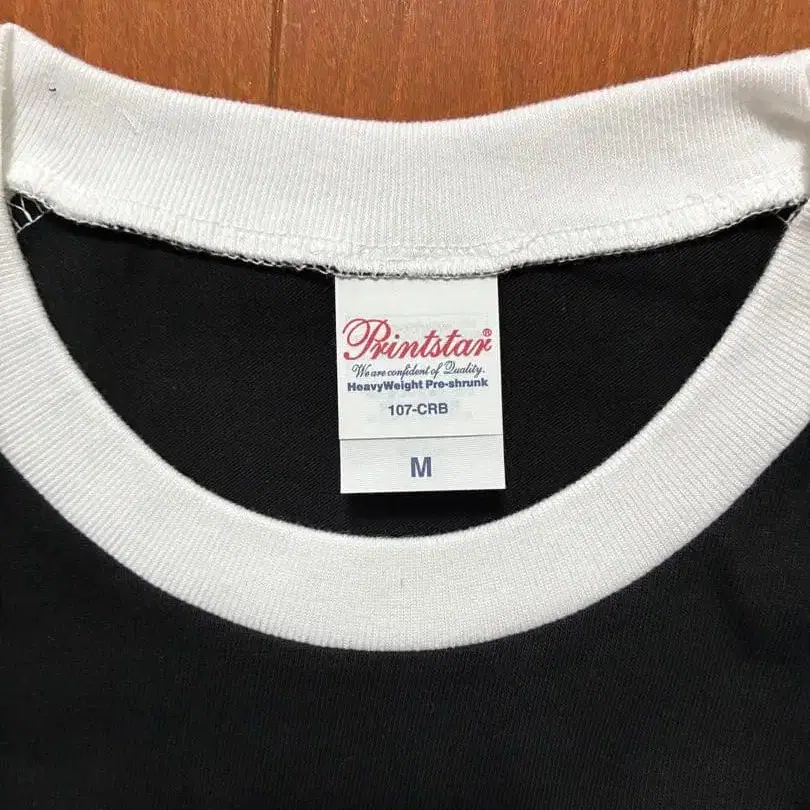 Printstar®
We are confident of Quality.
HeavyWeight Pre-shrunk
107-CRB
M